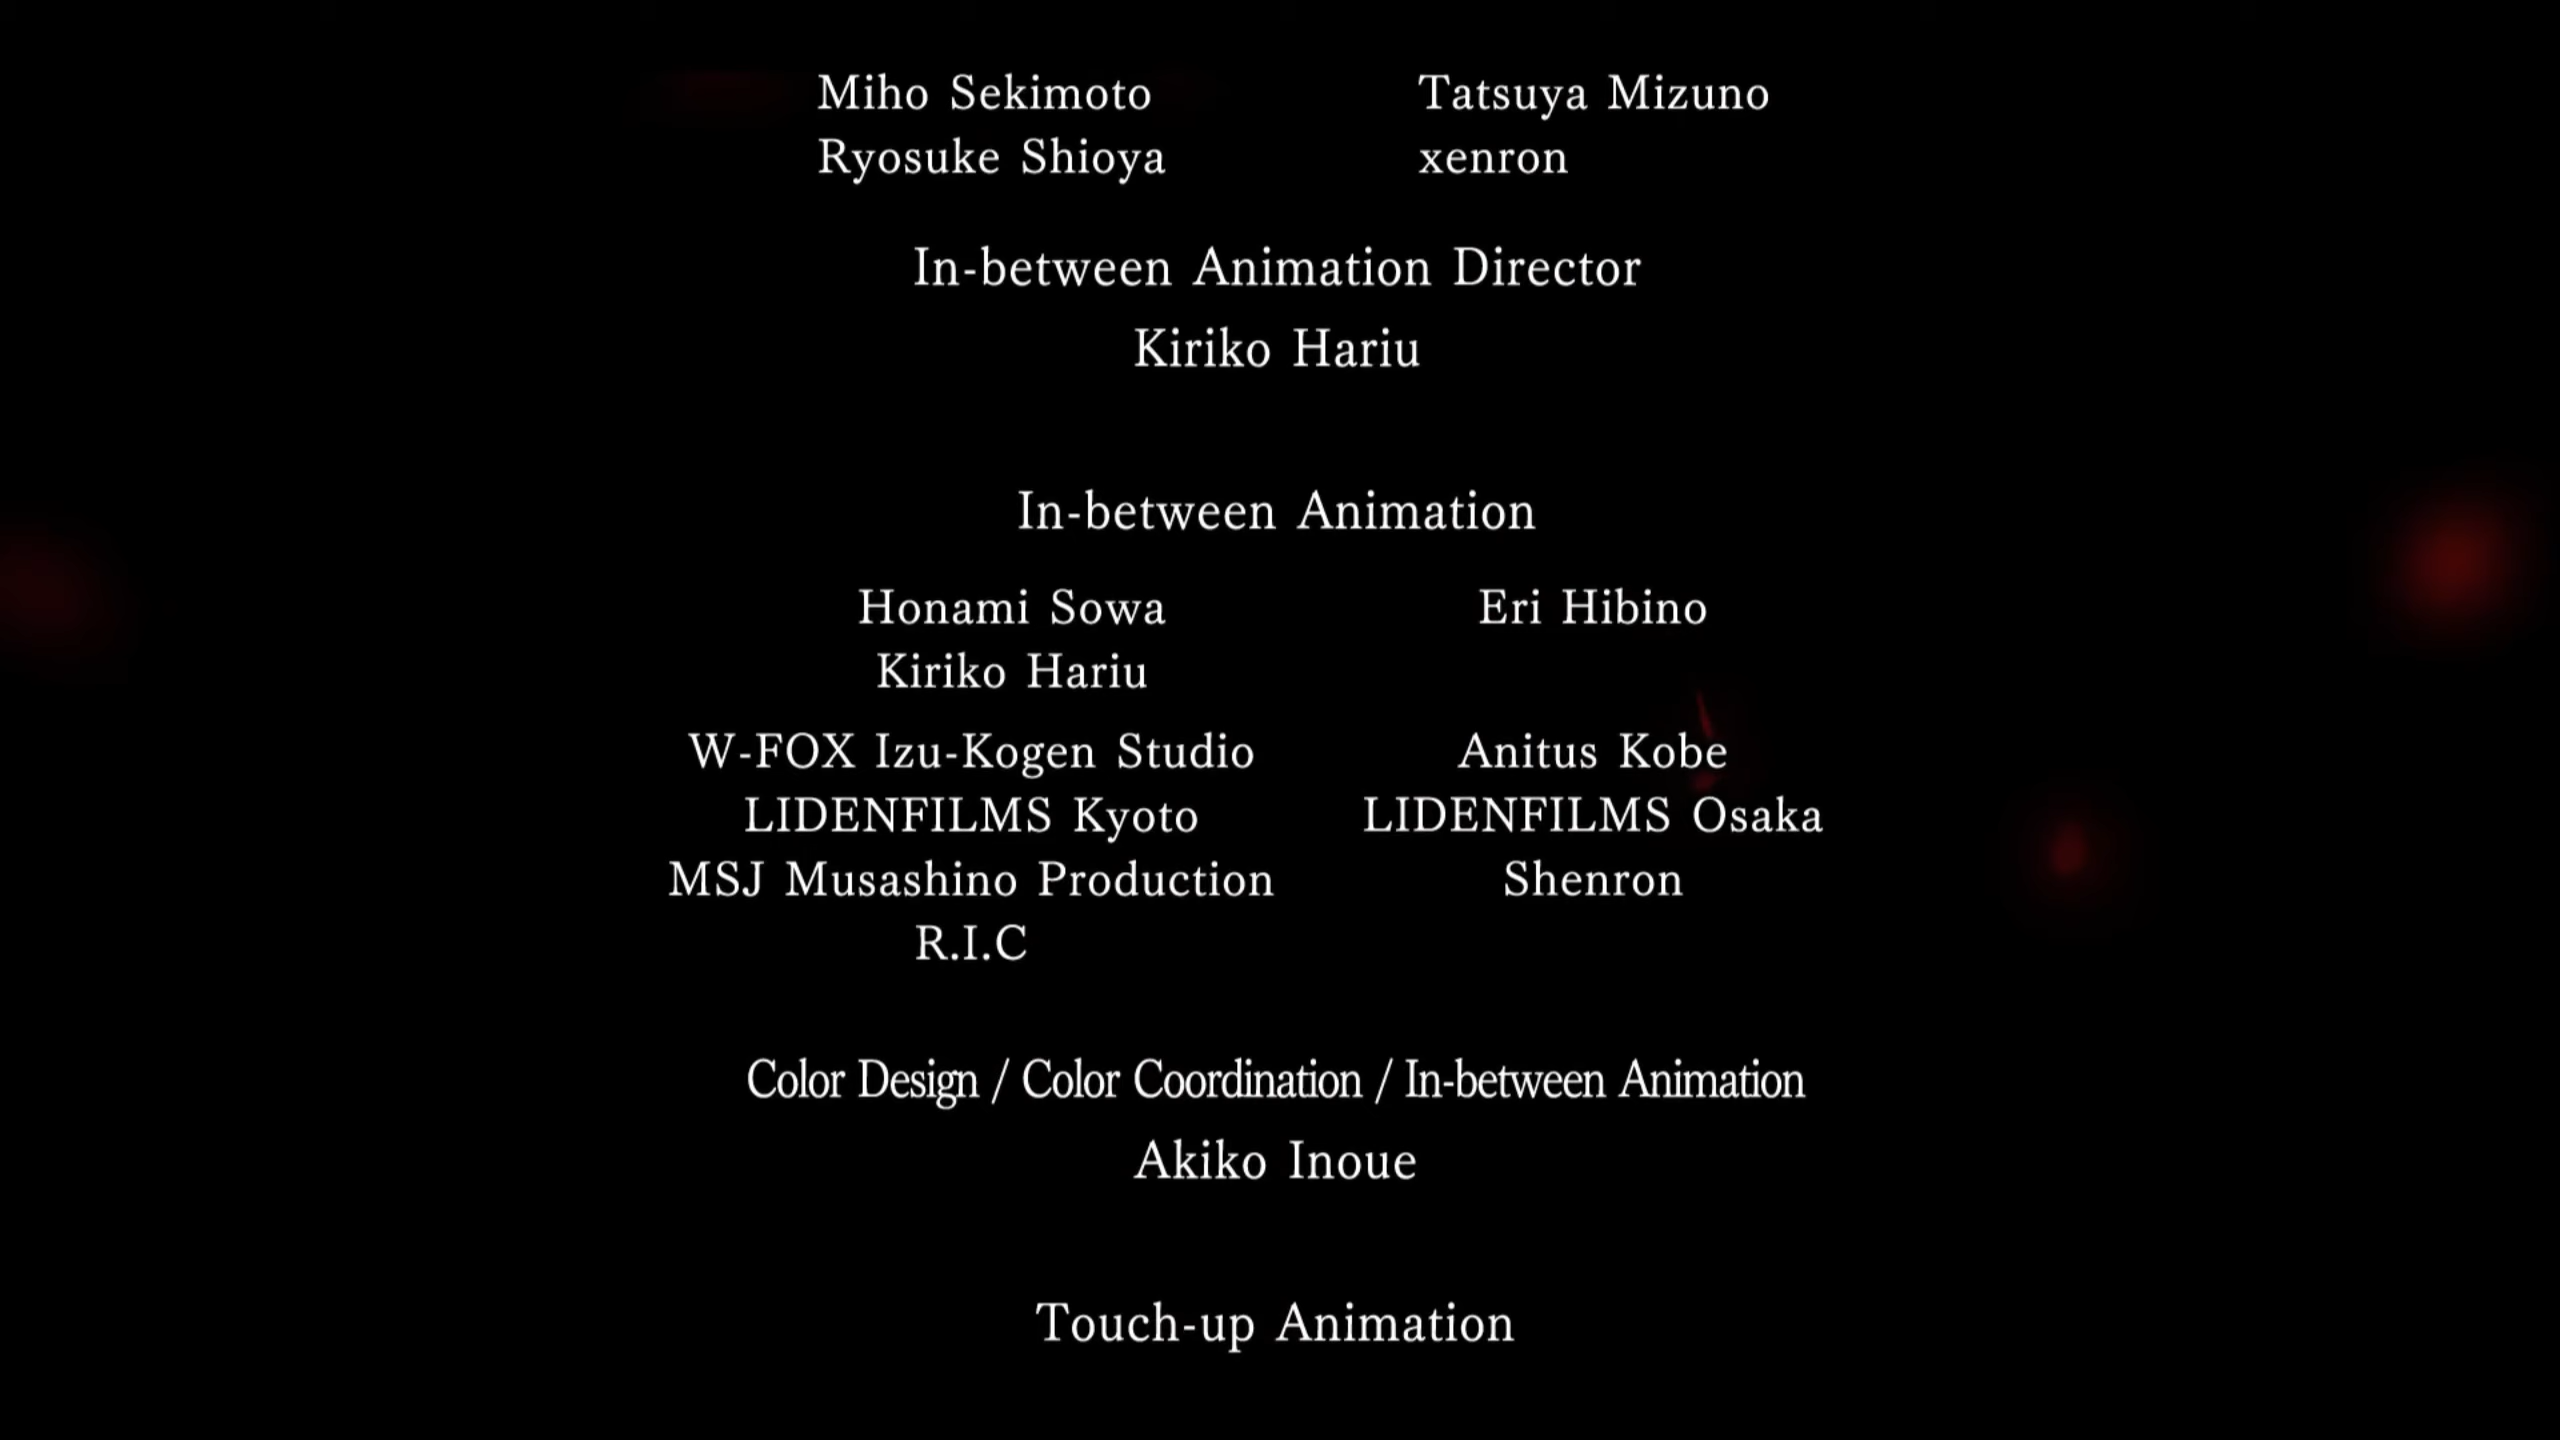 Miho Sekimoto Tatsuya Mizuno
Ryosuke Shioya xenron
In-between Animation Director
Kiriko Hariu
In-between Animation
Honami Sowa Eri Hibino
Kiriko Hariu
W-FOX Izu-Kogen Studio Anitus Kobe
LIDENFILMS Kyoto LIDENFILMS Osaka
MSJ Musashino Production Shenron
R.I.C
Color Design / Color Coordination / In-between Animation
Akiko Inoue
Touch-up Animation